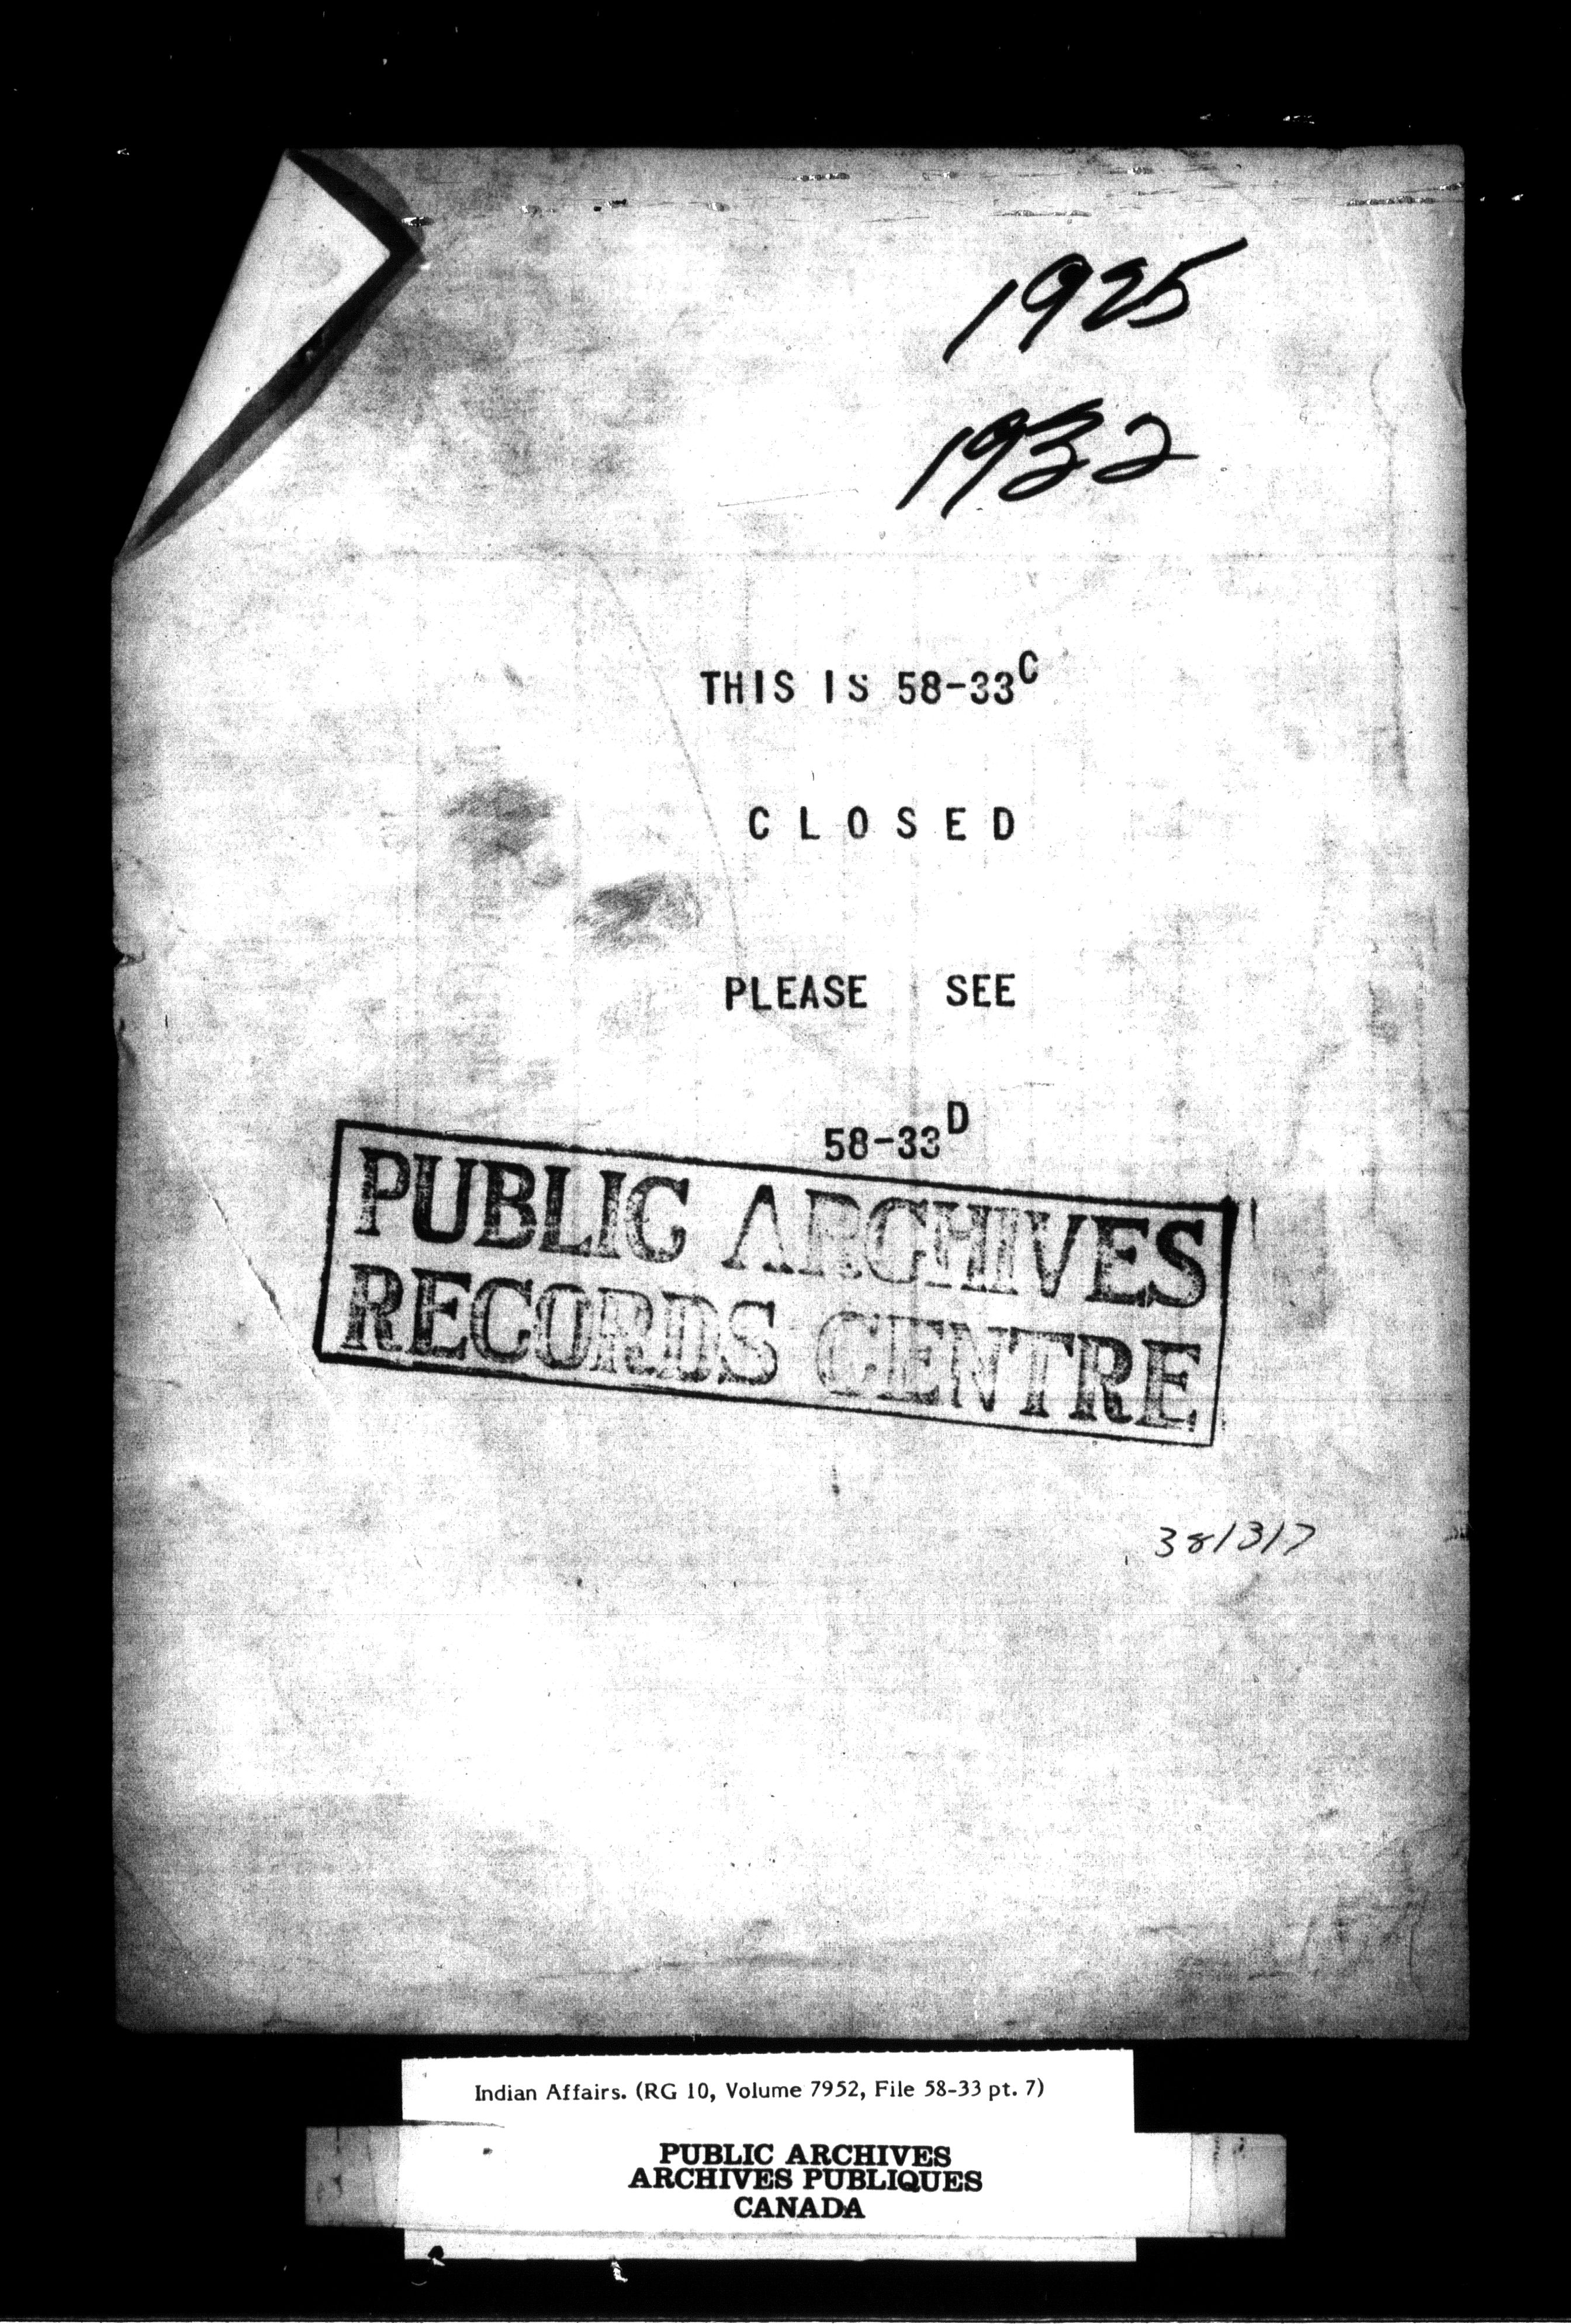 1925
1932
THIS IS 58-33C
CLOSED
PLEASE SEE
58-33D
PUBLIC ARCHIVES
RECORDS CENTRE
381317
Indian Affairs. (RG 10, Volume 7952, File 58-33 pt. 7)
PUBLIC ARCHIVES
ARCHIVES PUBLIQUES
CANADA